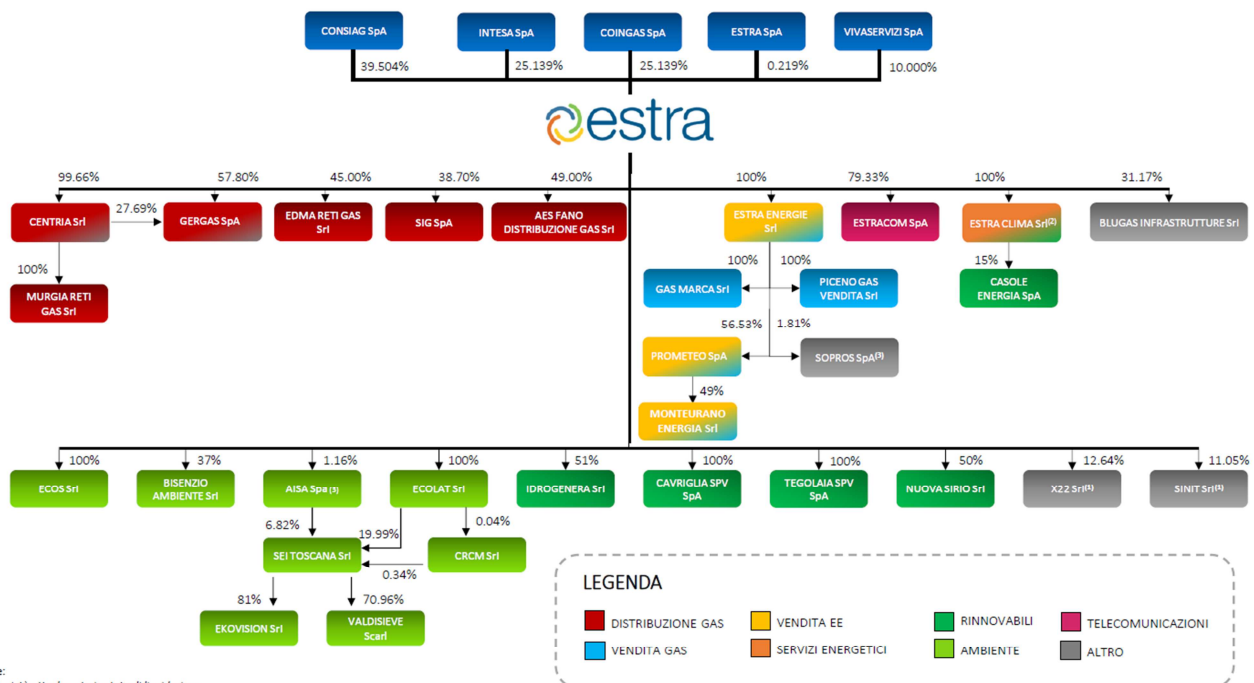 CONSIAG SpA
INTESA SpA
COINGAS SpA
ESTRA SpA
VIVASERVIZI SpA
39.504%
25.139%
25.139%
0.219%
10.000%
estra
99.66%
57.80%
45.00%
38.70%
49.00%
100%
79.33%
100%
31.17%
CENTRIA Srl
27.69%
GERGAS SpA
EDMA RETI GAS
Srl
SIG SpA
AES FANO
DISTRIBUZIONE GAS Srl
ESTRA ENERGIE
Srl
ESTRACOM SpA
ESTRA CLIMA Srl(2)
BLUGAS INFRASTRUTTURE Srl
100%
100%
100%
15%
MURGIA RETI
GAS Srl
GAS MARCA Srl
PICENO GAS
VENDITA Srl
CASOLE
ENERGIA SpA
56.53%
1.81%
PROMETEO SpA
SOPROS SpA(3)
49%
MONTEURANO
ENERGIA Srl
100%
37%
1.16%
100%
51%
100%
100%
50%
12.64%
11.05%
ECOS Srl
BISENZIO
AMBIENTE Srl
AISA Spa (3)
ECOLAT Srl
IDROGENERA Srl
CAVRIGLIA SPV
SpA
TEGOLAIA SPV
SpA
NUOVA SIRIO Srl
X22 Srl(1)
SINIT Srl(1)
6.82%
19.99%
0.04%
SEI TOSCANA Srl
CRCM Srl
0.34%
81%
70.96%
EKOVISION Srl
VALDISIEVE
Scarl
LEGENDA
DISTRIBUZIONE GAS
VENDITA EE
RINNOVABILI
TELECOMUNICAZIONI
VENDITA GAS
SERVIZI ENERGETICI
AMBIENTE
ALTRO